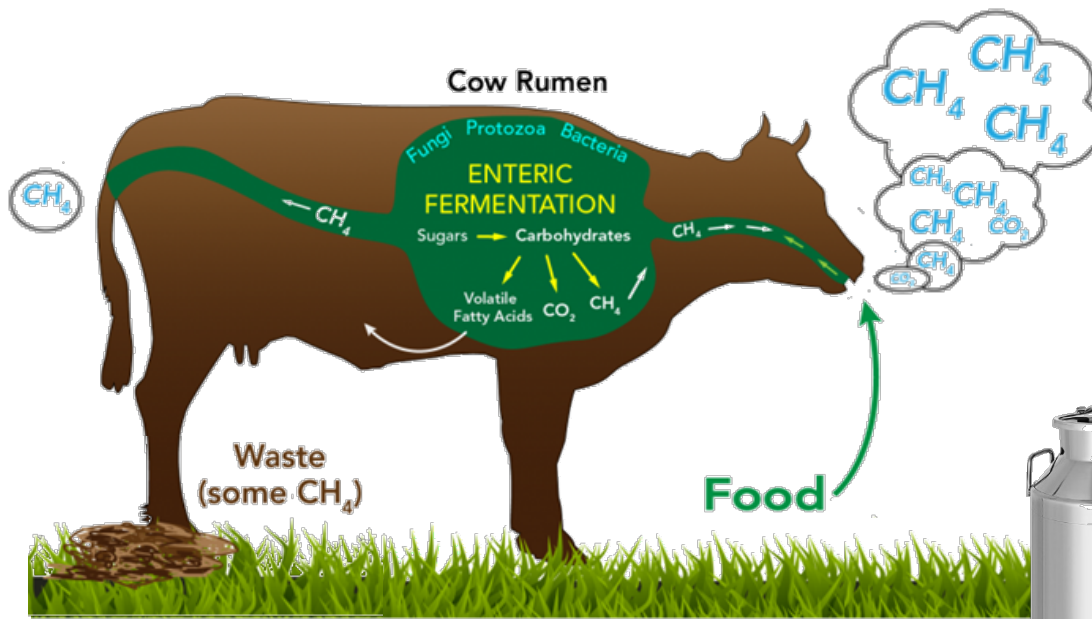 Cow Rumen
Fungi Protozoa Bacteria
ENTERIC
FERMENTATION
Sugars → Carbohydrates
Volatile
Fatty Acids
CO₂
CH₄
CH₄
CH₄
CH₄
CH₄
CH₄
CH₄
CH₄
CH₄
CH₄
CO₂
CH₄
Waste
(some CH₄)
Food